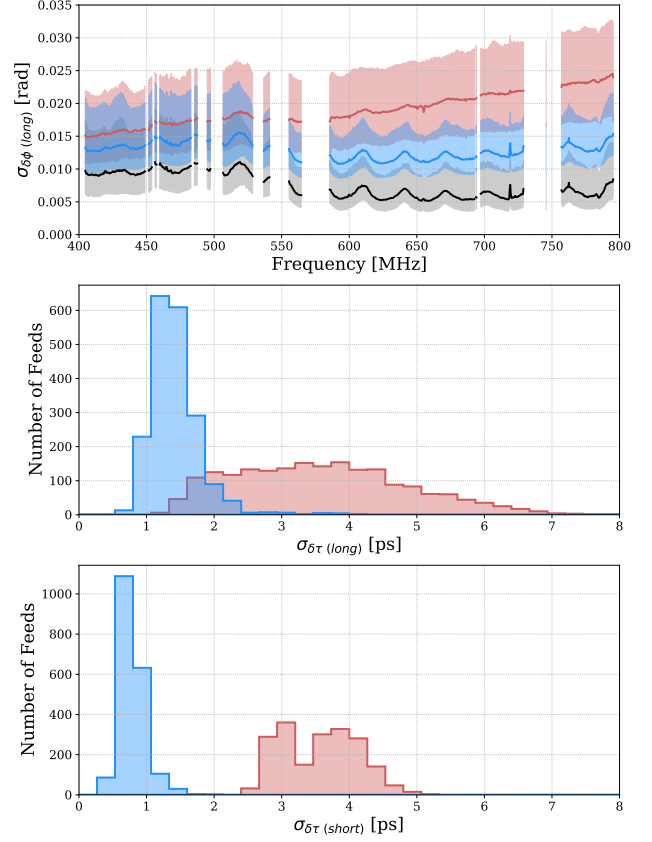 0.035
0.030
0.025
0.020
0.015
0.010
0.005
0.000
σδϕ (long) [rad]
400 450 500 550 600 650 700 750 800
Frequency [MHz]
600
500
400
300
200
100
0
Number of Feeds
0 1 2 3 4 5 6 7 8
σδτ (long) [ps]
1000
800
600
400
200
0
Number of Feeds
0 1 2 3 4 5 6 7 8
σδτ (short) [ps]